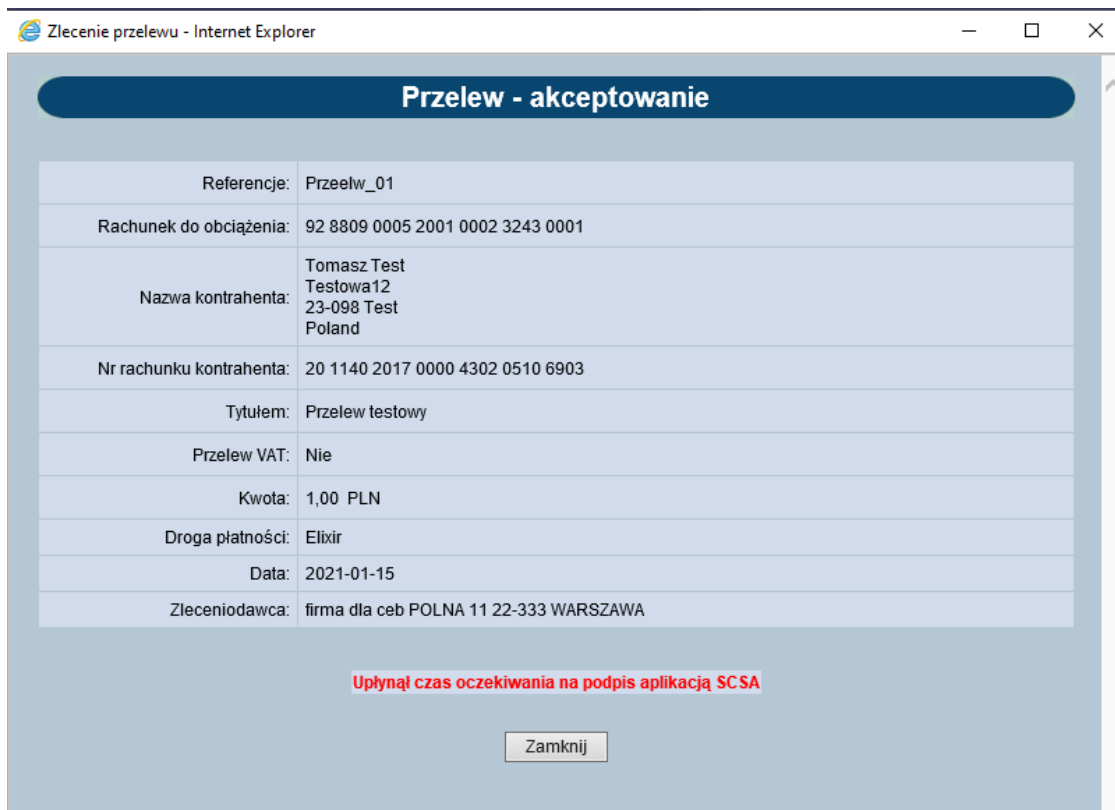 Zlecenie przelewu - Internet Explorer
Przelew - akceptowanie
Referencje: Przeelw_01
Rachunek do obciążenia: 92 8809 0005 2001 0002 3243 0001
Nazwa kontrahenta: Tomasz Test
Testowa12
23-098 Test
Poland
Nr rachunku kontrahenta: 20 1140 2017 0000 4302 0510 6903
Tytułem: Przelew testowy
Przelew VAT: Nie
Kwota: 1,00 PLN
Droga płatności: Elixir
Data: 2021-01-15
Zleceniodawca: firma dla ceb POLNA 11 22-333 WARSZAWA
Upłynął czas oczekiwania na podpis aplikacją SCSA
Zamknij